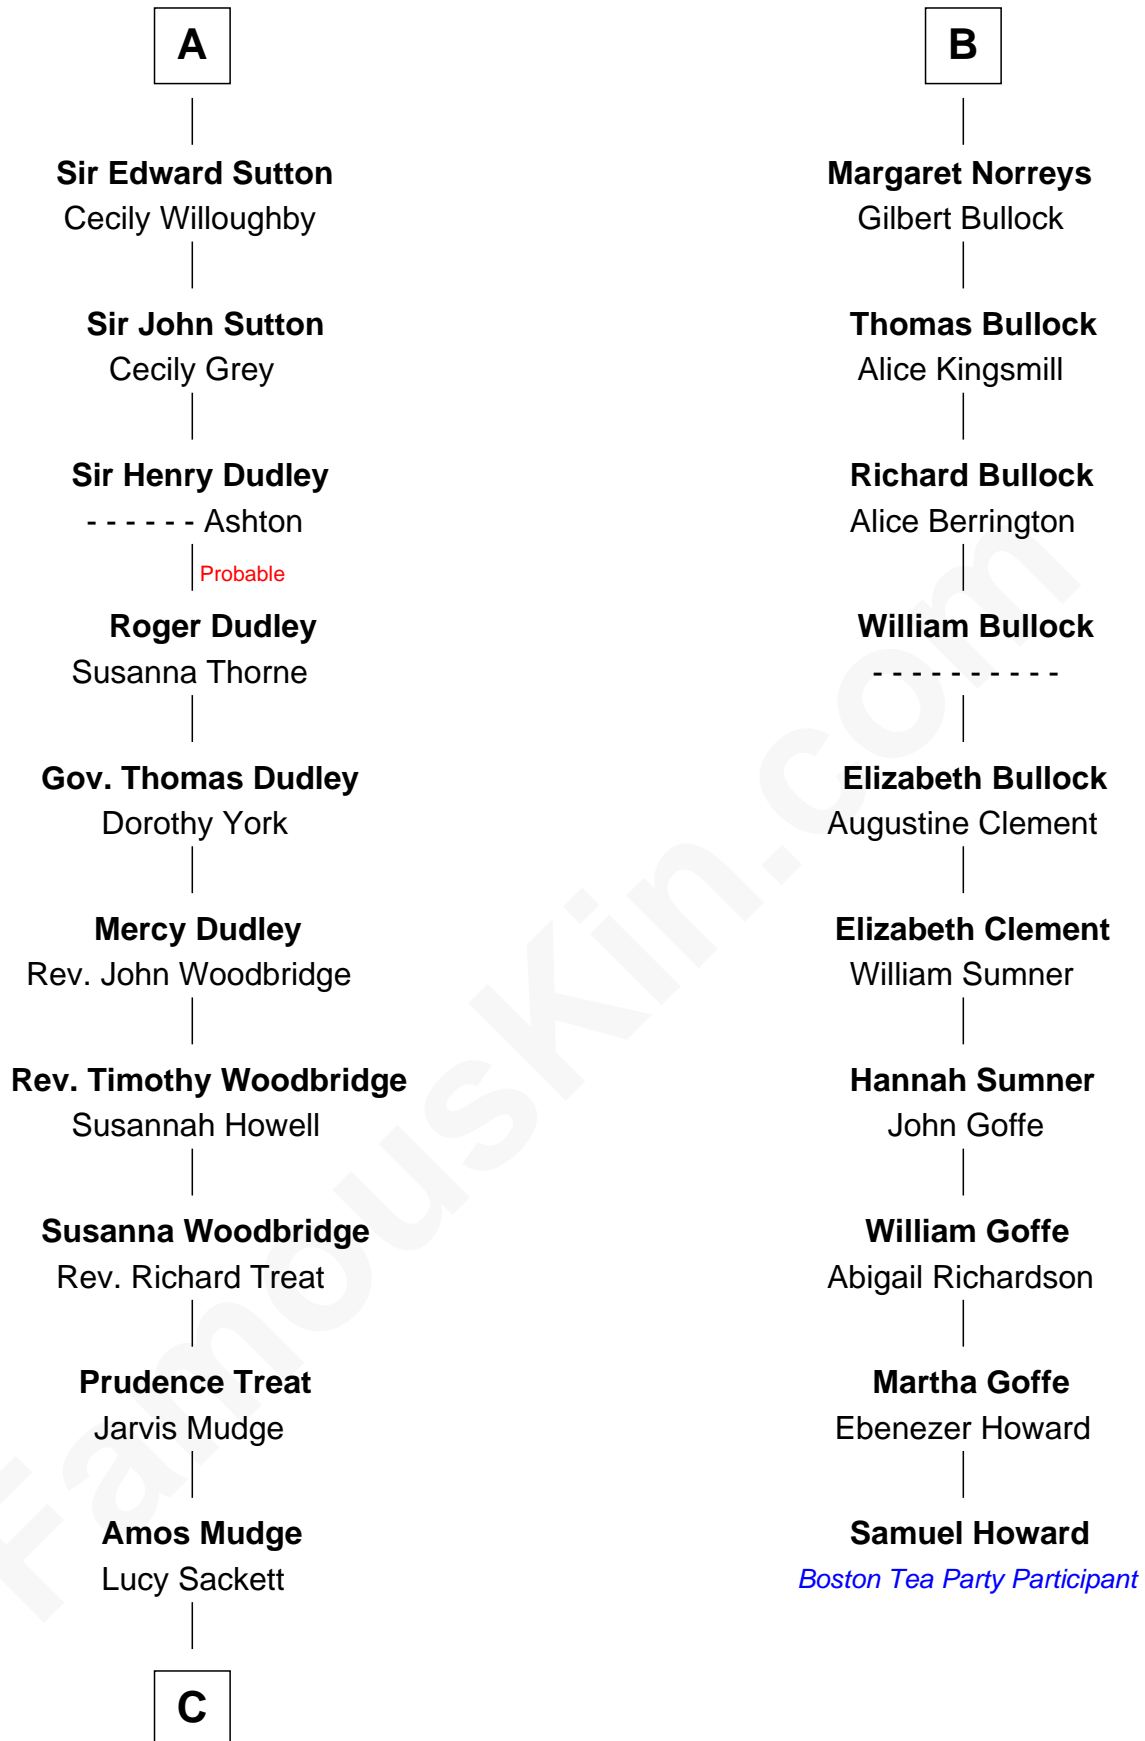 A
Sir Edward Sutton
Cecily Willoughby
Sir John Sutton
Cecily Grey
Sir Henry Dudley
- - - - - - Ashton
Probable
Roger Dudley
Susanna Thorne
Gov. Thomas Dudley
Dorothy York
Mercy Dudley
Rev. John Woodbridge
Rev. Timothy Woodbridge
Susannah Howell
Susanna Woodbridge
Rev. Richard Treat
Prudence Treat
Jarvis Mudge
Amos Mudge
Lucy Sackett
C
B
Margaret Norreys
Gilbert Bullock
Thomas Bullock
Alice Kingsmill
Richard Bullock
Alice Berrington
William Bullock
- - - - - - - - - -
Elizabeth Bullock
Augustine Clement
Elizabeth Clement
William Sumner
Hannah Sumner
John Goffe
William Goffe
Abigail Richardson
Martha Goffe
Ebenezer Howard
Samuel Howard
Boston Tea Party Participant
FamousKin.com